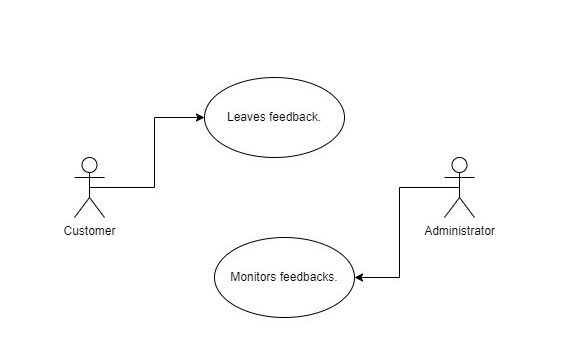 Leaves feedback.
Customer
Administrator
Monitors feedbacks.